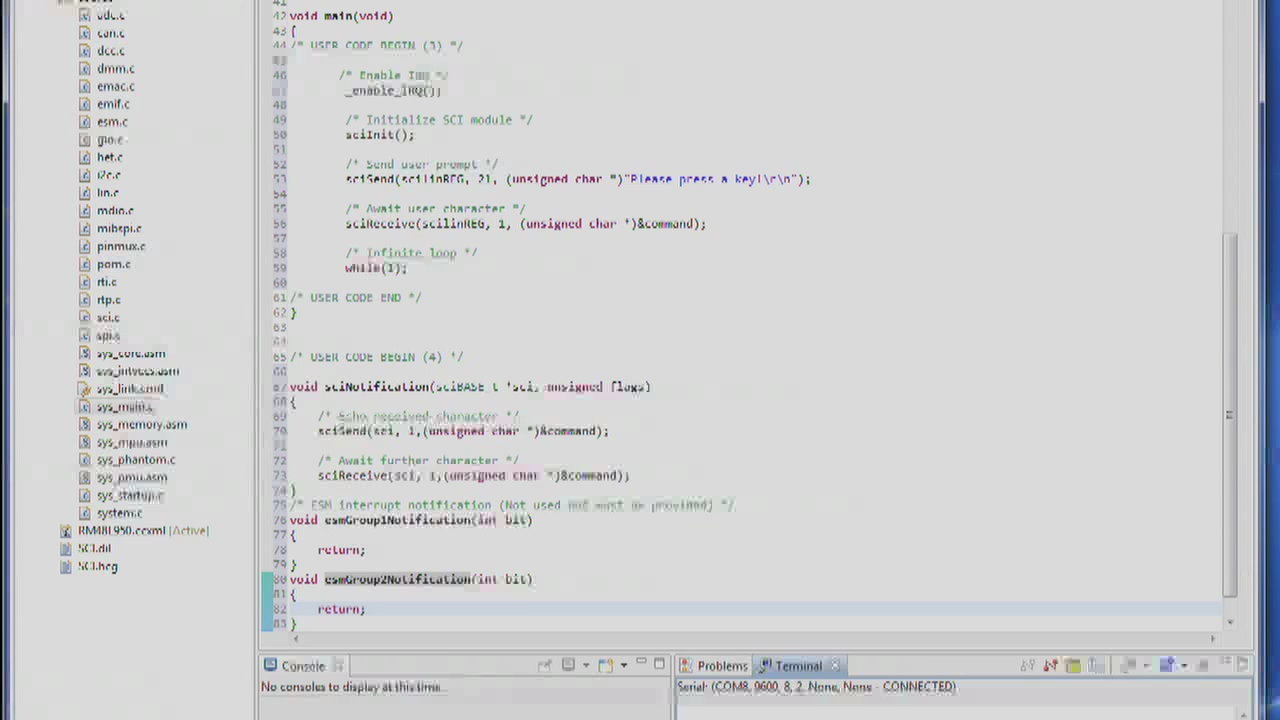 adc.c
can.c
dcc.c
dmm.c
emac.c
emif.c
esm.c
gio.c
het.c
i2c.c
lin.c
mdio.c
mibspi.c
pinmux.c
pom.c
rti.c
rtp.c
sci.c
spi.c
sys_core.asm
sys_intvecs.asm
sys_link.cmd
sys_main.c
sys_memory.asm
sys_mpu.asm
sys_phantom.c
sys_pmu.asm
sys_startup.c
system.c
RM48L950.ccxml [Active]
SCI.dil
SCI.hcg
41
42 void main(void)
43 {
44 /* USER CODE BEGIN (3) */
45
46 /* Enable IRQ */
47 _enable_IRQ();
48
49 /* Initialize SCI module */
50 sciInit();
51
52 /* Send user prompt */
53 sciSend(scilinREG, 21, (unsigned char *)"Please press a key!\r\n");
54
55 /* Await user character */
56 sciReceive(scilinREG, 1, (unsigned char *)&command);
57
58 /* Infinite loop */
59 while(1);
60
61 /* USER CODE END */
62 }
63
64
65 /* USER CODE BEGIN (4) */
66
67 void sciNotification(sciBASE_t *sci, unsigned flags)
68 {
69 /* Echo received character */
70 sciSend(sci, 1,(unsigned char *)&command);
71
72 /* Await further character */
73 sciReceive(sci, 1,(unsigned char *)&command);
74 }
75 /* ESM interrupt notification (Not used but must be provided) */
76 void esmGroup1Notification(int bit)
77 {
78 return;
79 }
80 void esmGroup2Notification(int bit)
81 {
82 return;
83 }
Console
No consoles to display at this time.
Problems Terminal
Serial: (COM8, 9600, 8, 2, None, None - CONNECTED)